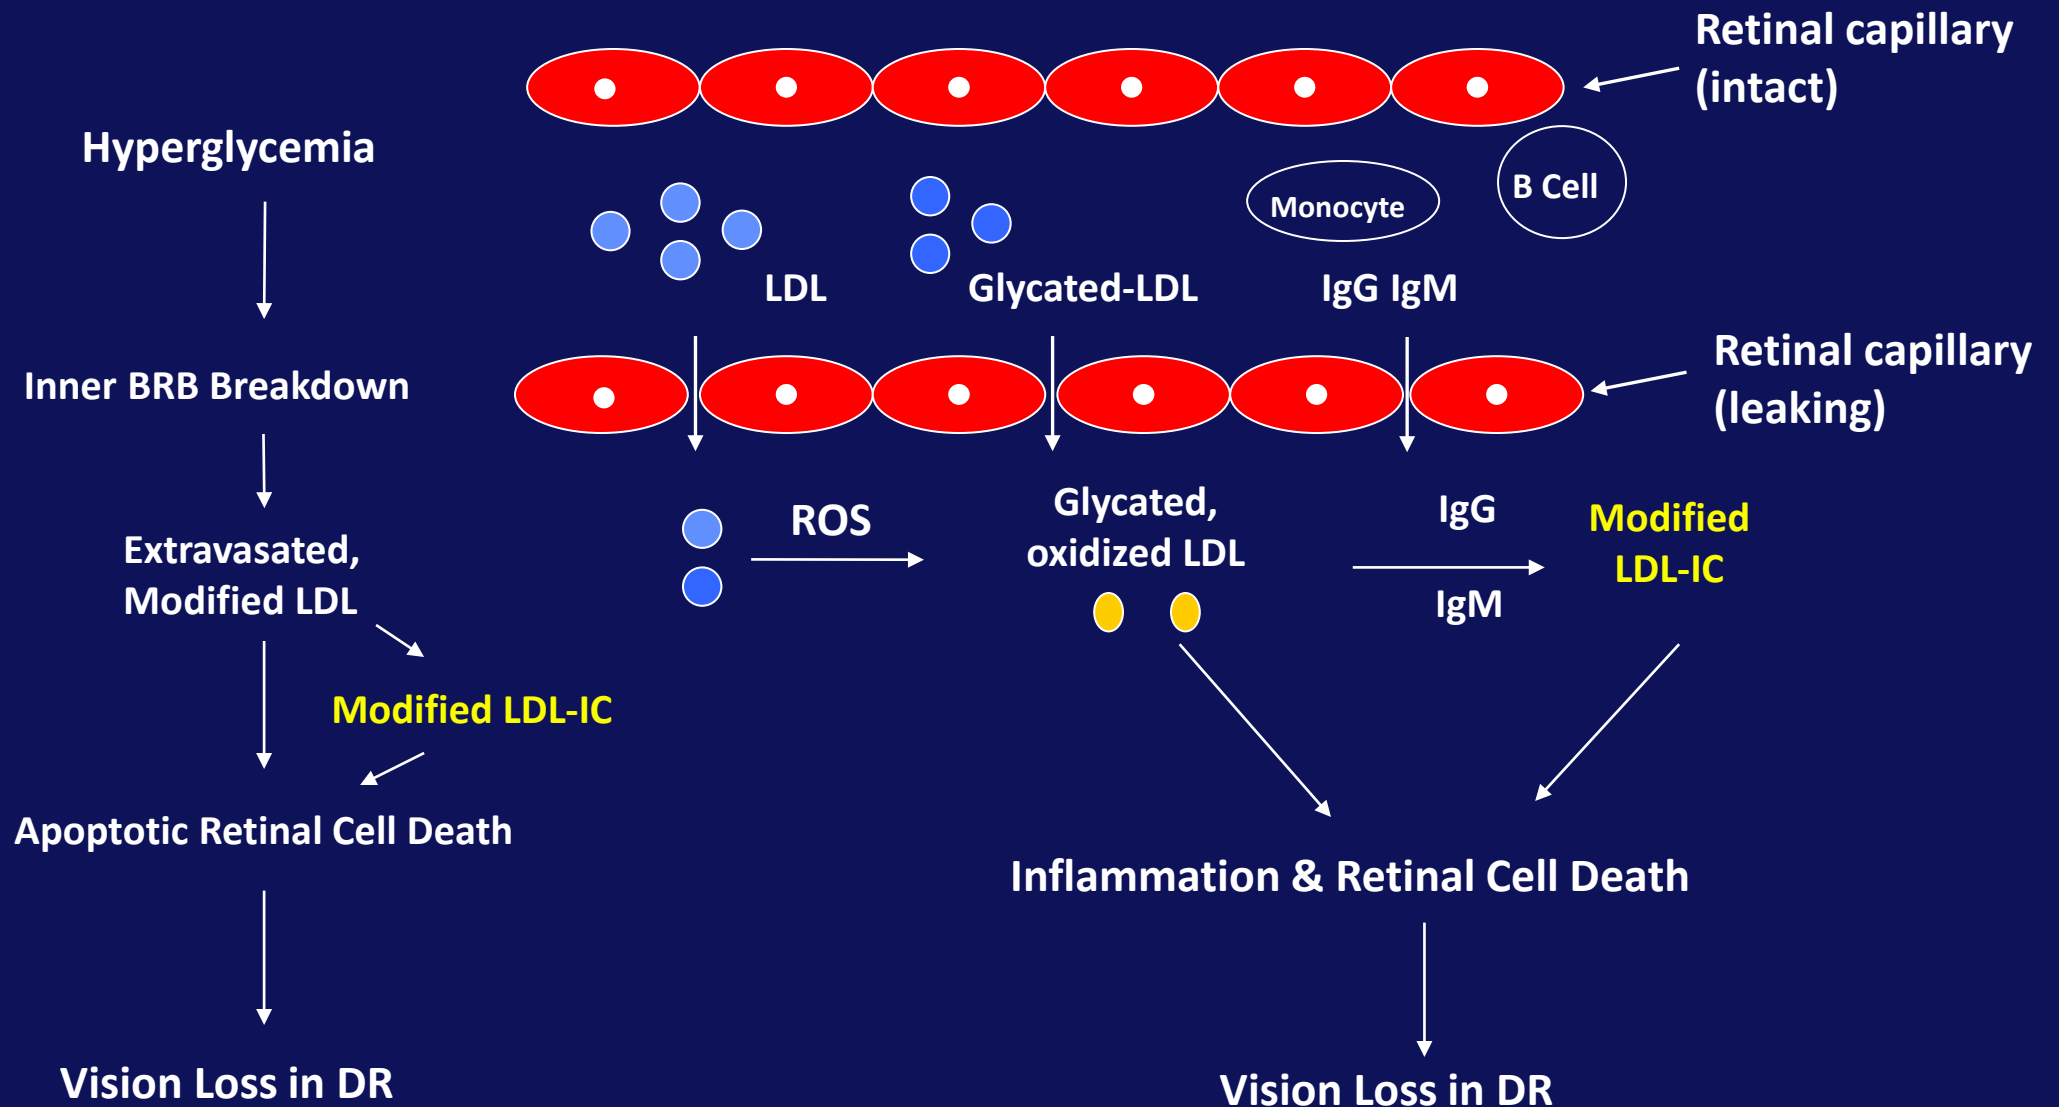 Retinal capillary
(intact)
Hyperglycemia
Monocyte
B Cell
LDL
Glycated-LDL
IgG IgM
Inner BRB Breakdown
Retinal capillary
(leaking)
Extravasated,
Modified LDL
ROS
Glycated,
oxidized LDL
IgG
IgM
Modified
LDL-IC
Modified LDL-IC
Apoptotic Retinal Cell Death
Inflammation & Retinal Cell Death
Vision Loss in DR
Vision Loss in DR